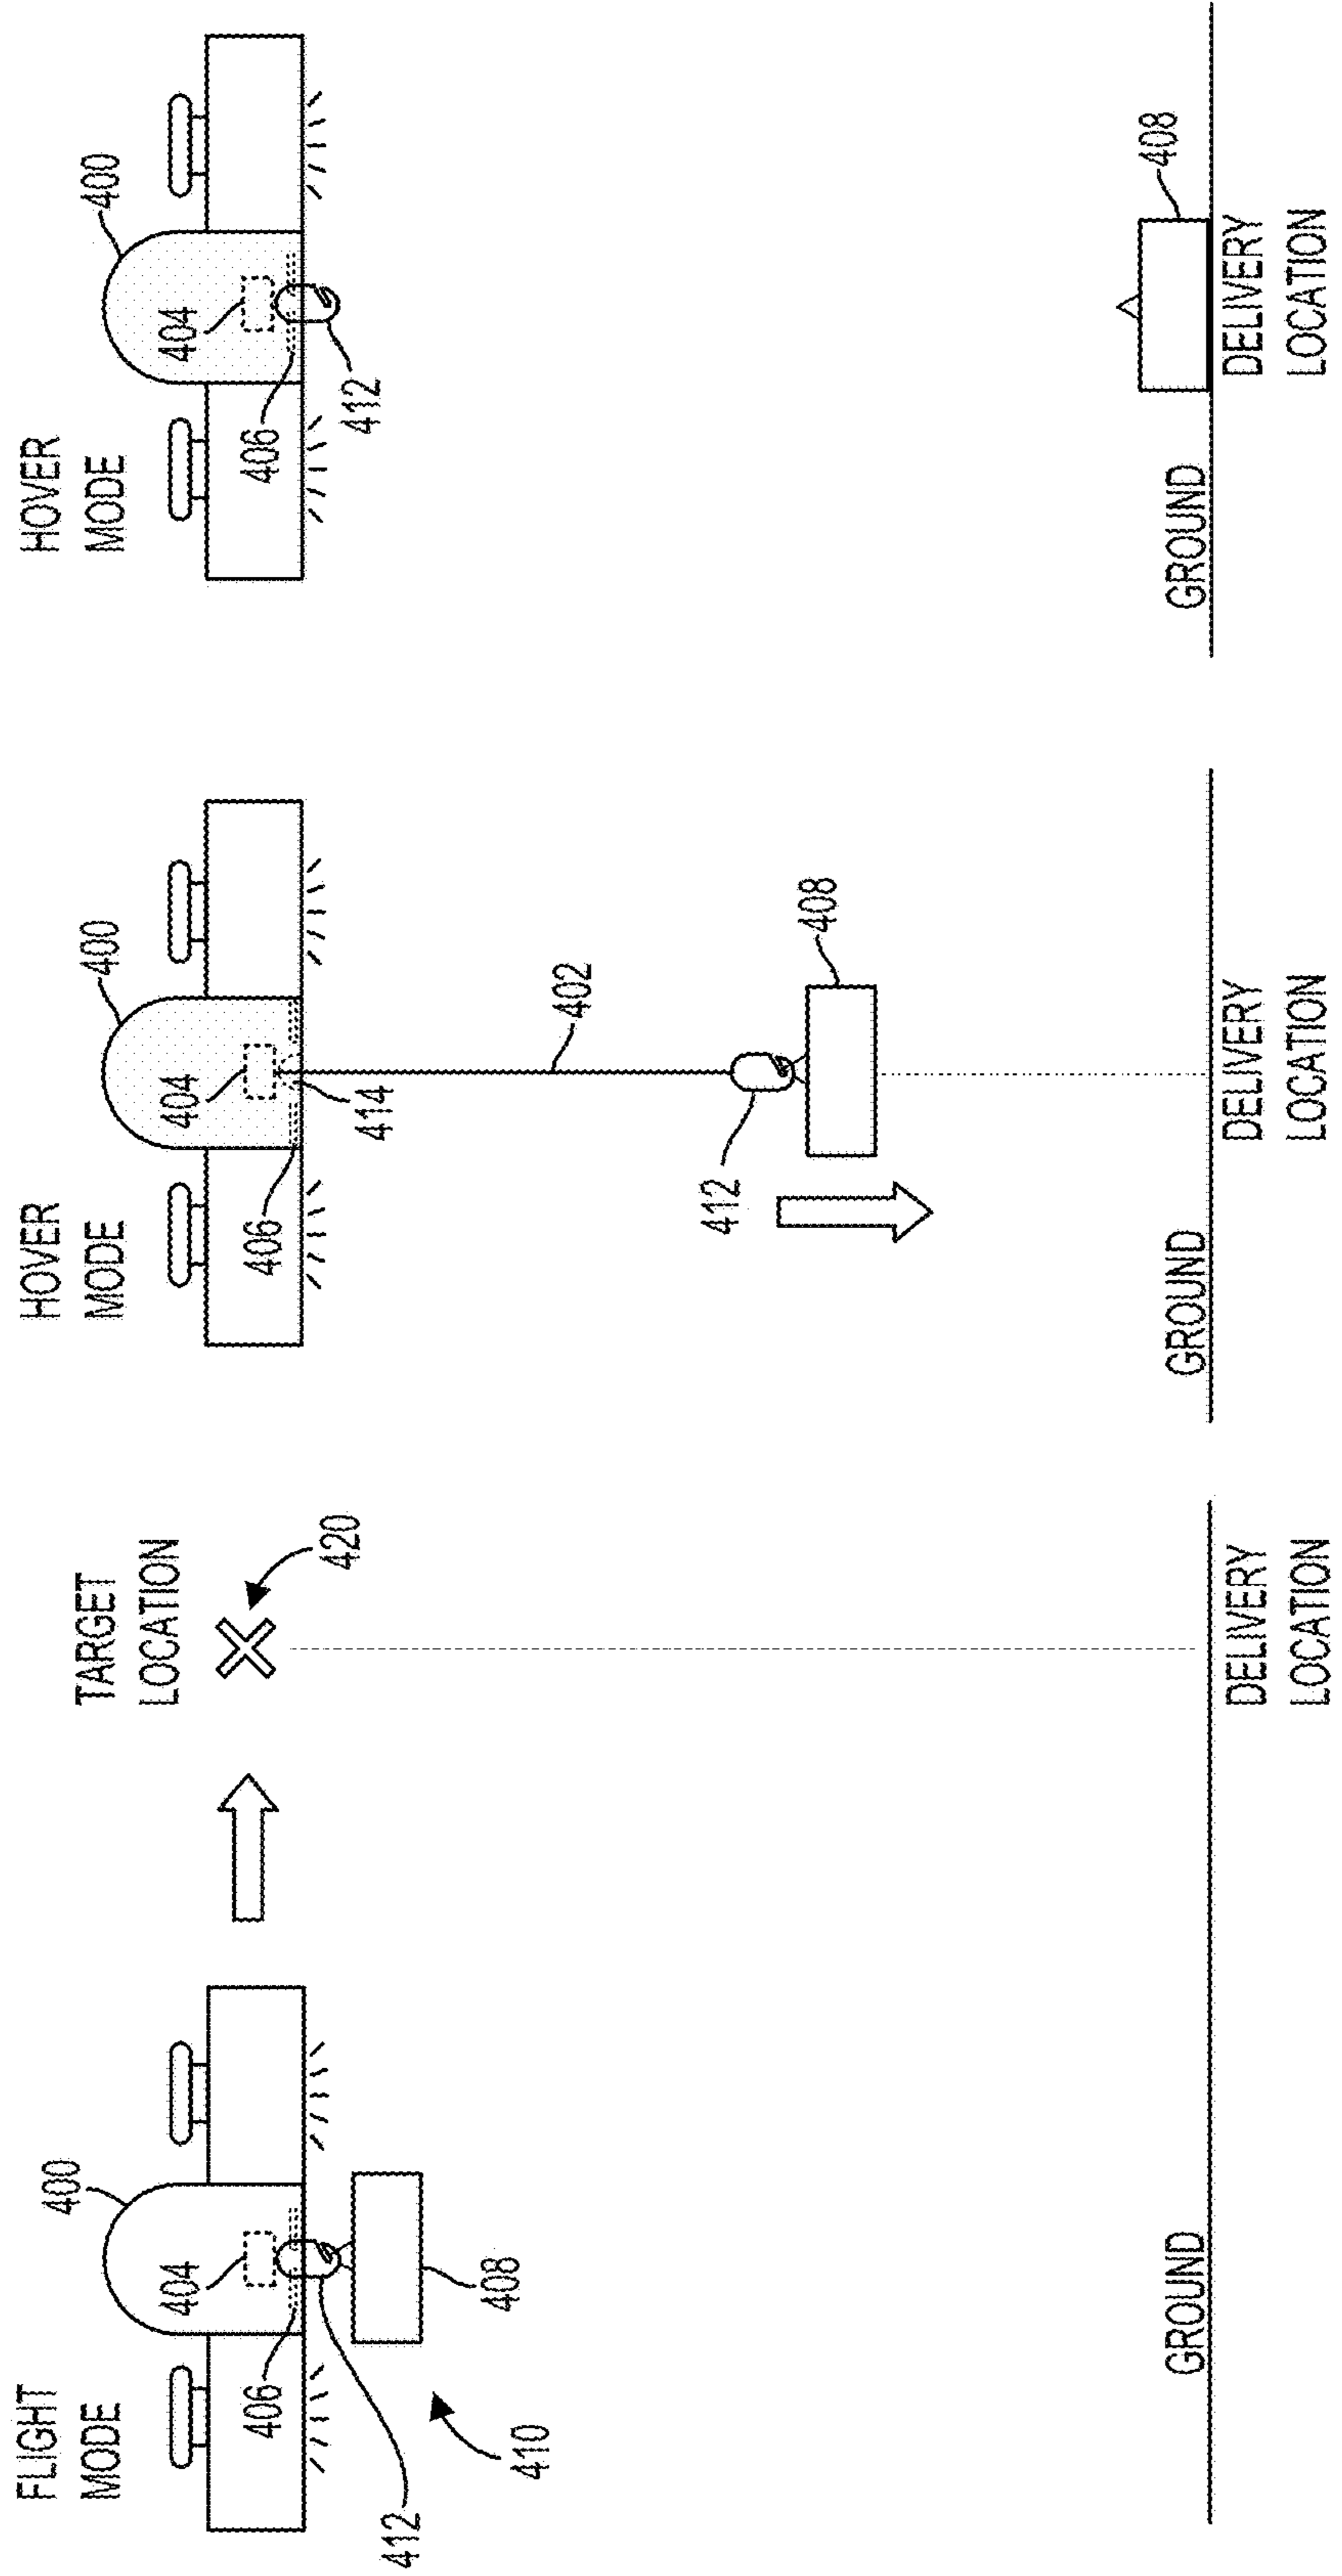 FLIGHT
MODE
400
404
406
412
408
410
TARGET
LOCATION
420
GROUND
DELIVERY
LOCATION
HOVER
MODE
400
404
406
414
402
412
408
GROUND
DELIVERY
LOCATION
HOVER
MODE
400
404
406
412
408
GROUND
DELIVERY
LOCATION